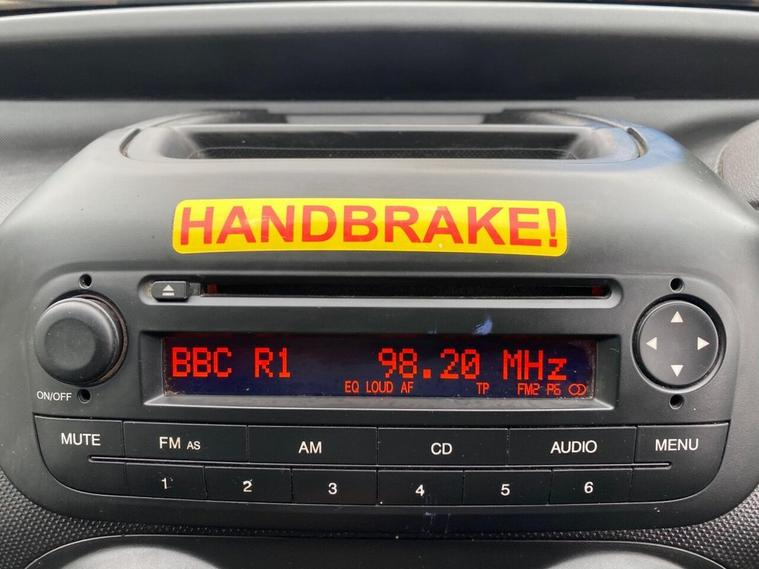 HANDBRAKE!
BBC R1 98.20 MHz
EQ LOUD AF TP FM2 P6
ON/OFF
MUTE FM AS AM CD AUDIO MENU
1 2 3 4 5 6